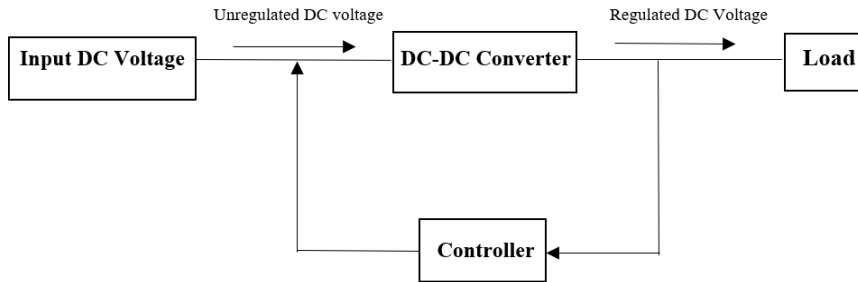 Unregulated DC voltage
Regulated DC Voltage
Input DC Voltage
DC-DC Converter
Load
Controller